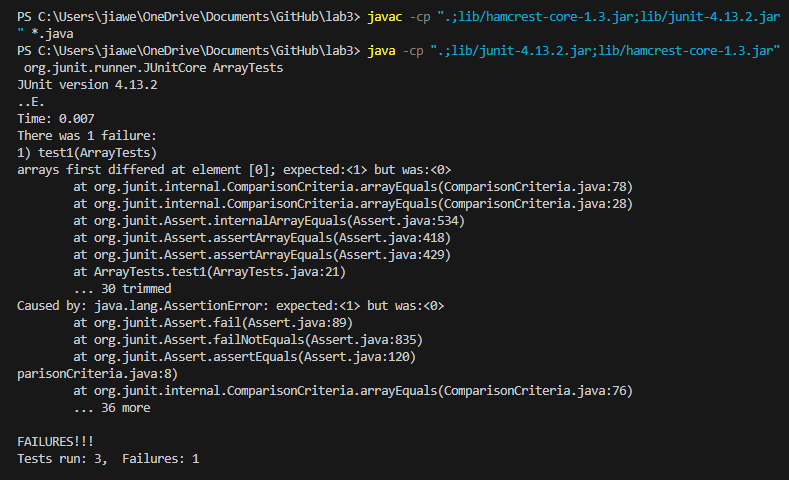 PS C:\Users\jiawe\OneDrive\Documents\GitHub\lab3> javac -cp ".;lib/hamcrest-core-1.3.jar;lib/junit-4.13.2.jar
" *.java
PS C:\Users\jiawe\OneDrive\Documents\GitHub\lab3> java -cp ".;lib/junit-4.13.2.jar;lib/hamcrest-core-1.3.jar"
 org.junit.runner.JUnitCore ArrayTests
JUnit version 4.13.2
..E.
Time: 0.007
There was 1 failure:
1) test1(ArrayTests)
arrays first differed at element [0]; expected:<1> but was:<0>
        at org.junit.internal.ComparisonCriteria.arrayEquals(ComparisonCriteria.java:78)
        at org.junit.internal.ComparisonCriteria.arrayEquals(ComparisonCriteria.java:28)
        at org.junit.Assert.internalArrayEquals(Assert.java:534)
        at org.junit.Assert.assertArrayEquals(Assert.java:418)
        at org.junit.Assert.assertArrayEquals(Assert.java:429)
        at ArrayTests.test1(ArrayTests.java:21)
        ... 30 trimmed
Caused by: java.lang.AssertionError: expected:<1> but was:<0>
        at org.junit.Assert.fail(Assert.java:89)
        at org.junit.Assert.failNotEquals(Assert.java:835)
        at org.junit.Assert.assertEquals(Assert.java:120)
parisonCriteria.java:8)
        at org.junit.internal.ComparisonCriteria.arrayEquals(ComparisonCriteria.java:76)
        ... 36 more

FAILURES!!!
Tests run: 3,  Failures: 1